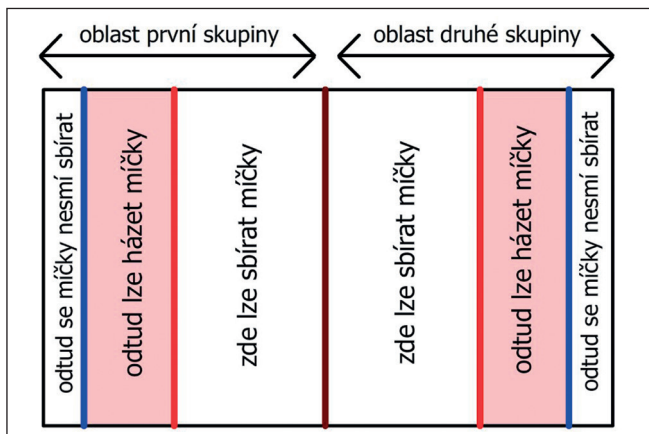 oblast první skupiny
oblast druhé skupiny
odtud se míčky nesmí sbírat
odtud lze házet míčky
zde lze sbírat míčky
zde lze sbírat míčky
odtud lze házet míčky
odtud se míčky nesmí sbírat